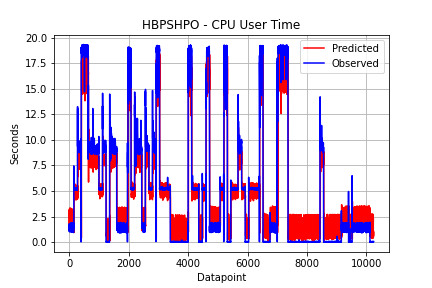 HBPSHPO - CPU User Time
20.0
17.5
15.0
12.5
10.0
7.5
5.0
2.5
0.0
Seconds
Predicted
Observed
0 2000 4000 6000 8000 10000
Datapoint